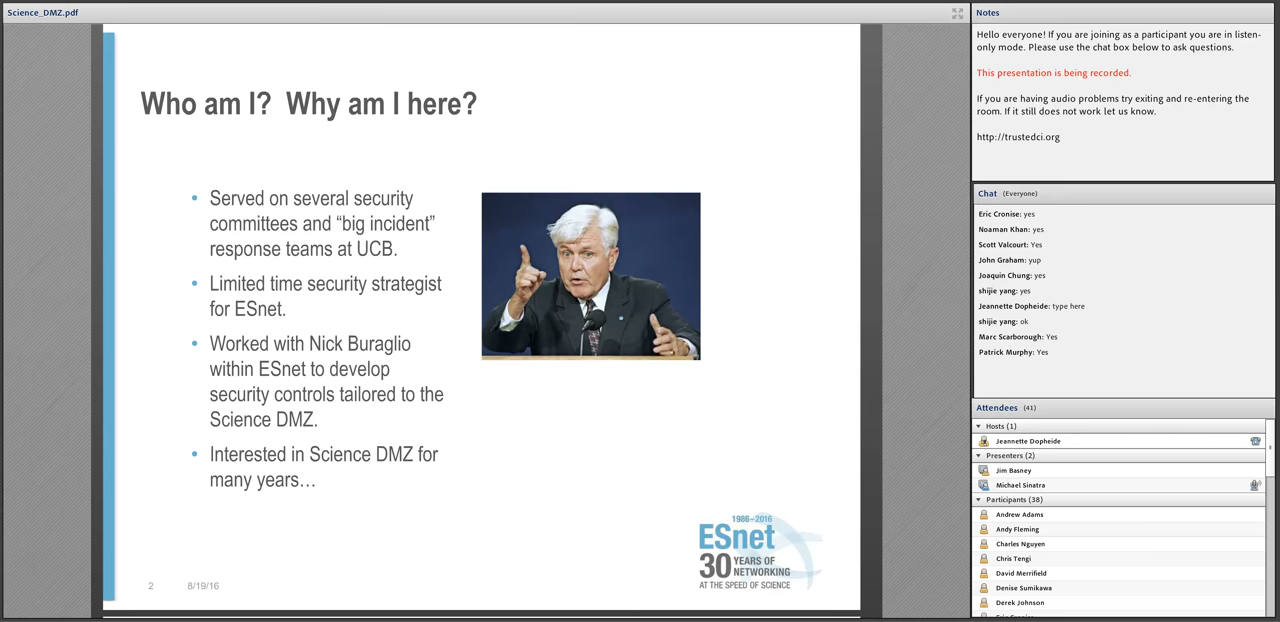 Science_DMZ.pdf
Who am I?  Why am I here?
• Served on several security
committees and “big incident”
response teams at UCB.
• Limited time security strategist
for ESnet.
• Worked with Nick Buraglio
within ESnet to develop
security controls tailored to the
Science DMZ.
• Interested in Science DMZ for
many years…
1986–2016
ESnet
30 YEARS OF
NETWORKING
AT THE SPEED OF SCIENCE
2 8/19/16
Notes
Hello everyone! If you are joining as a participant you are in listen-
only mode. Please use the chat box below to ask questions.
This presentation is being recorded.
If you are having audio problems try exiting and re-entering the
room. If it still does not work let us know.
http://trustedci.org
Chat (Everyone)
Eric Cronise: yes
Noaman Khan: yes
Scott Valcourt: Yes
John Graham: yup
Joaquin Chung: yes
shijie yang: yes
Jeannette Dopheide: type here
shijie yang: ok
Marc Scarborough: Yes
Patrick Murphy: Yes
Attendees (41)
Hosts (1)
Jeannette Dopheide
Presenters (2)
Jim Basney
Michael Sinatra
Participants (38)
Andrew Adams
Andy Fleming
Charles Nguyen
Chris Tengi
David Merrifield
Denise Sumikawa
Derek Johnson